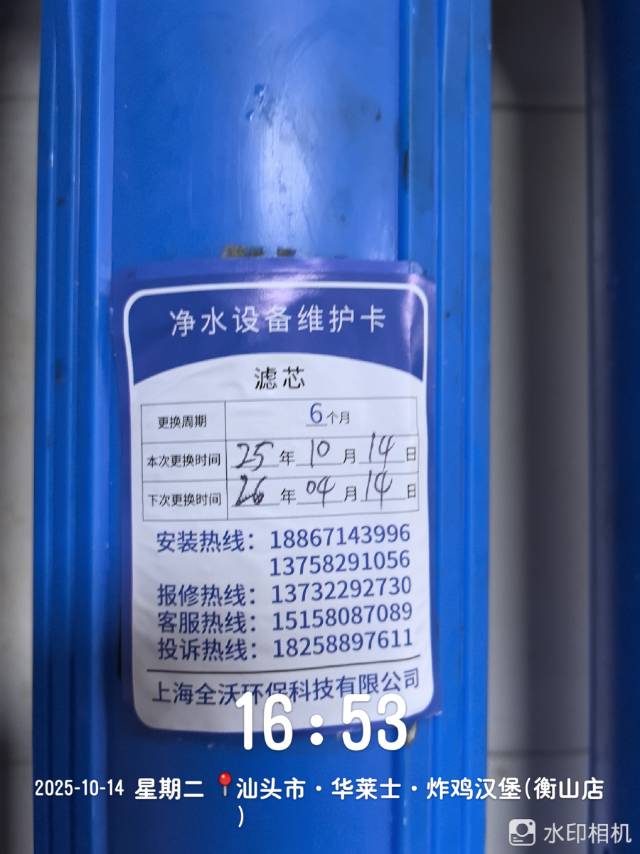 净水设备维护卡
滤芯
更换周期 6个月
本次更换时间 25年10月14日
下次更换时间 26年04月14日
安装热线：18867143996
13758291056
报修热线：13732292730
客服热线：15158087089
投诉热线：18258897611
上海全沃环保科技有限公司
16:53
2025-10-14 星期二 汕头市·华莱士·炸鸡汉堡(衡山店
)
水印相机